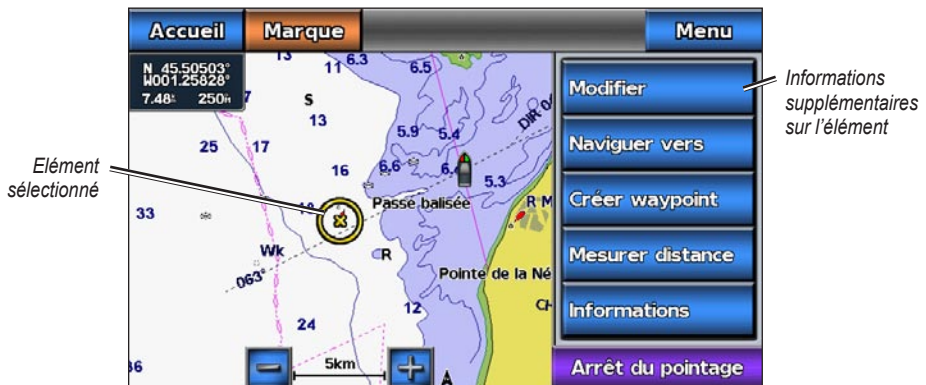 Accueil
Marque
Menu
N 45.50503°
W001.25828°
7.48
250
13
11
6.3
6.5
7
S
13
25
17
5.9
5.4
DIR
16
6.6
5.3
Passe balisée
R
33
Wk
R
063°
Pointe de la Né
12
24
36
5km
Modifier
Naviguer vers
Créer waypoint
Mesurer distance
Informations
Arrêt du pointage
Elément
sélectionné
Informations
supplémentaires
sur l'élément